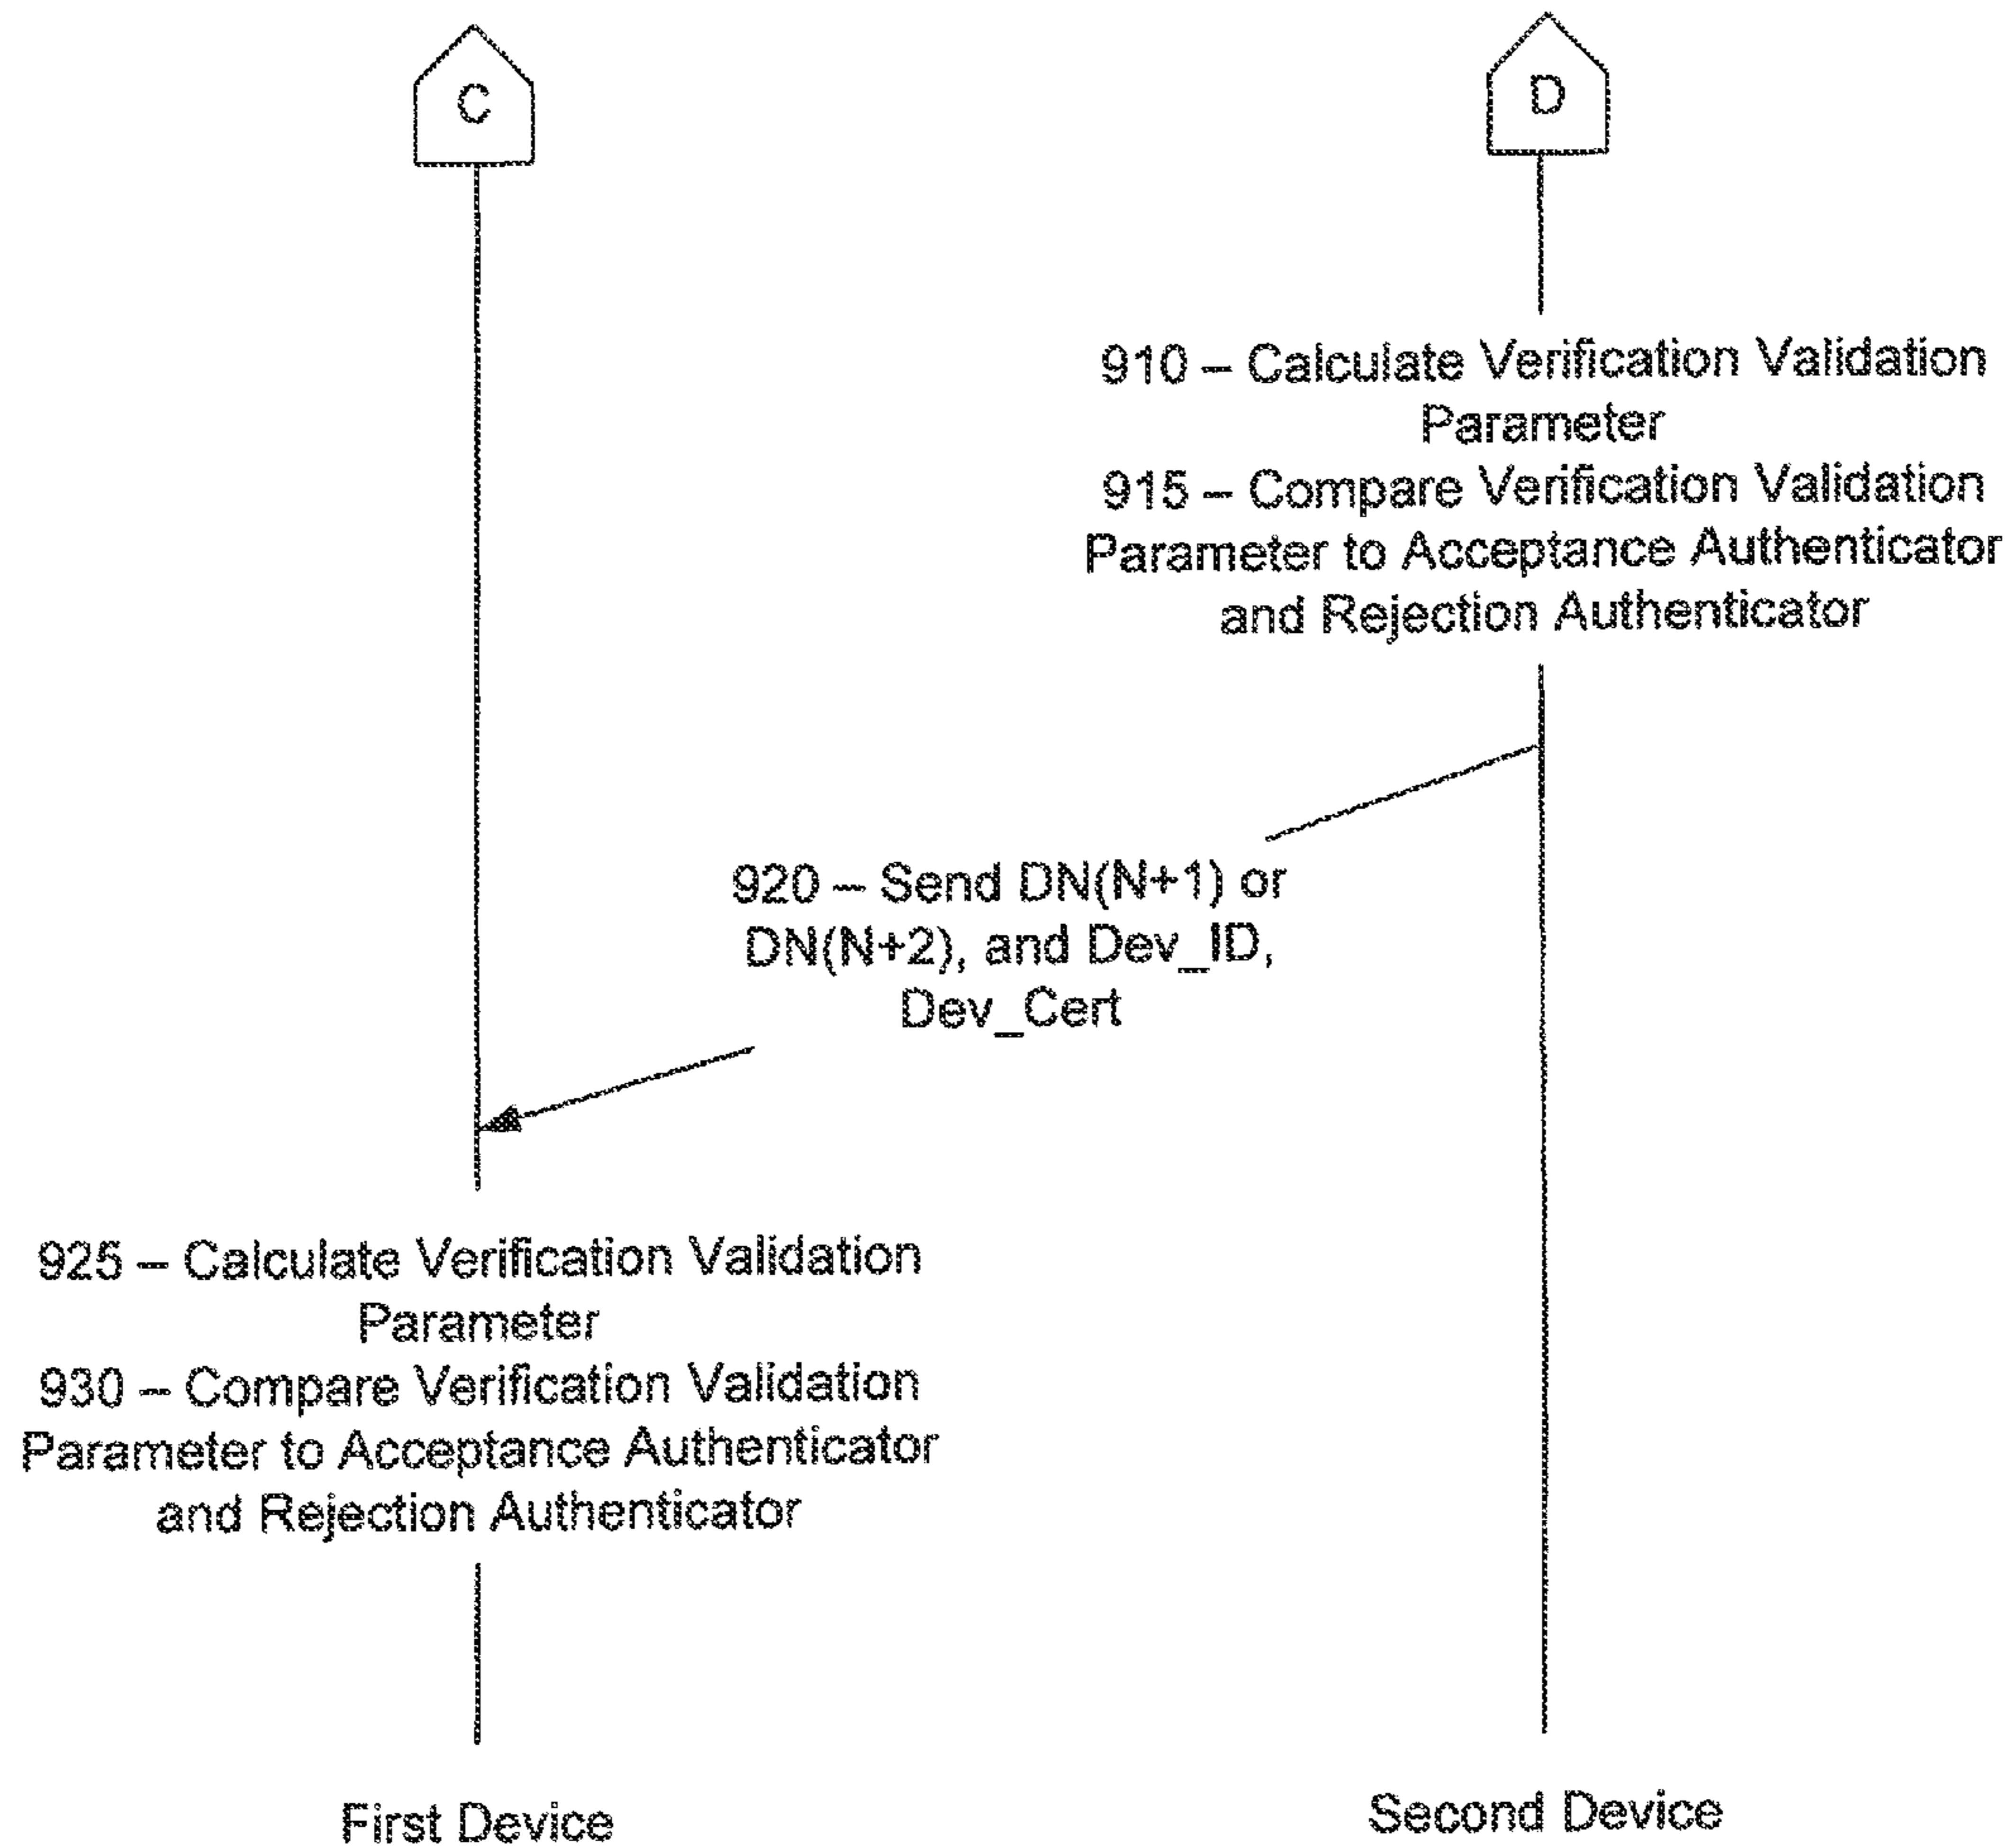 C
D
910 – Calculate Verification Validation
Parameter
915 – Compare Verification Validation
Parameter to Acceptance Authenticator
and Rejection Authenticator
920 – Send DN(N+1) or
DN(N+2), and Dev_ID,
Dev_Cert
925 – Calculate Verification Validation
Parameter
930 – Compare Verification Validation
Parameter to Acceptance Authenticator
and Rejection Authenticator
First Device
Second Device